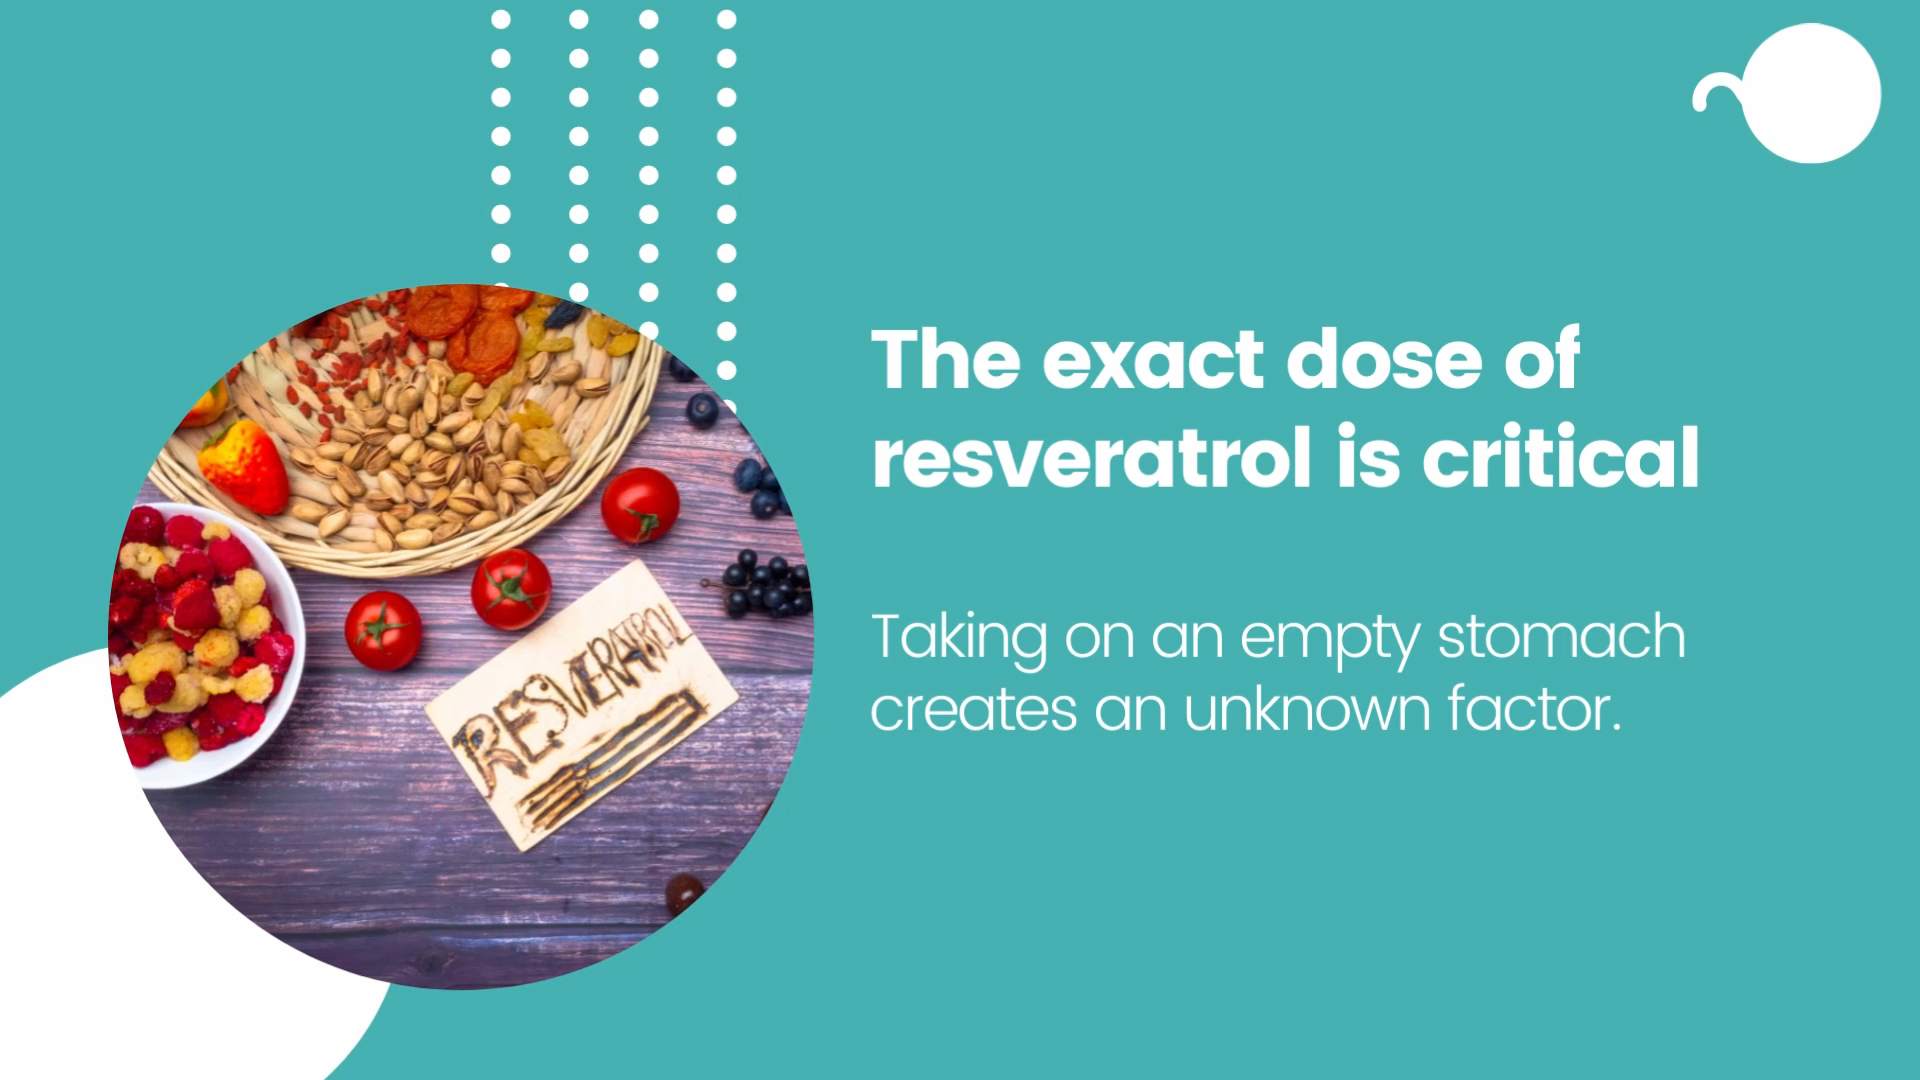 The exact dose of
resveratrol is critical
Taking on an empty stomach
creates an unknown factor.
RESVERATROL